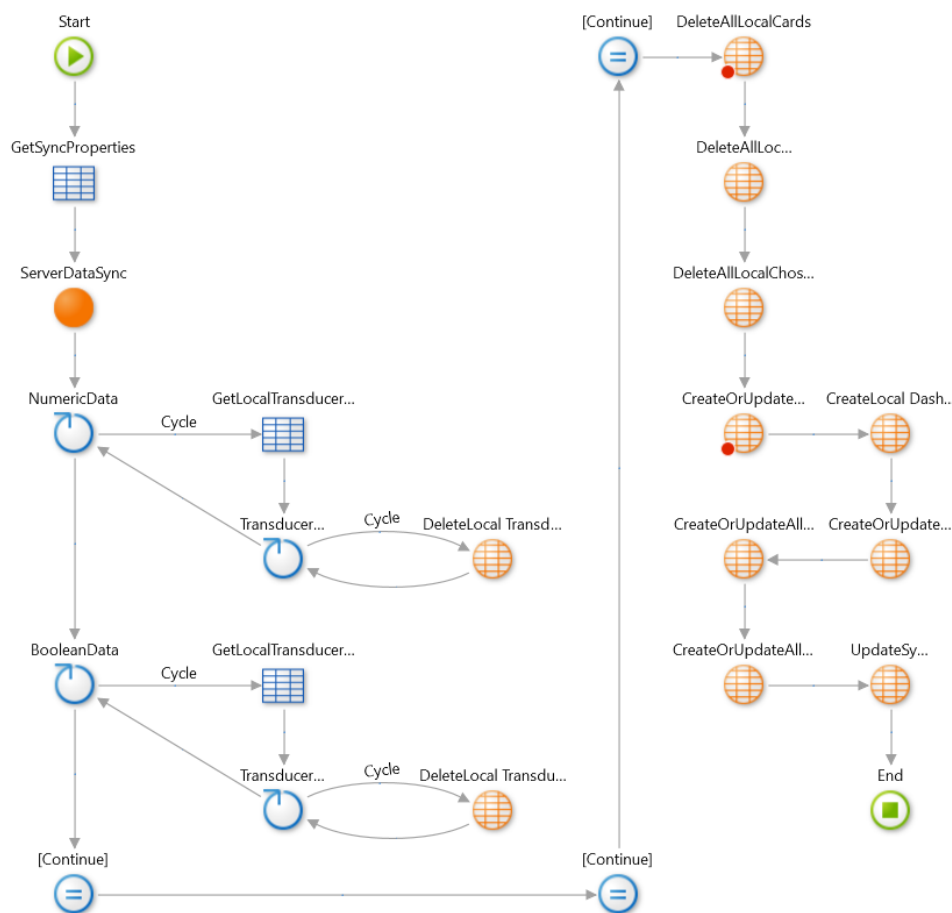 Start
GetSyncProperties
ServerDataSync
NumericData
Cycle
GetLocalTransducer...
Transducer...
Cycle
DeleteLocal Transd...
BooleanData
Cycle
GetLocalTransducer...
Transducer...
Cycle
DeleteLocal Transdu...
[Continue]
[Continue]
[Continue]
DeleteAllLocalCards
DeleteAllLoc...
DeleteAllLocalChos...
CreateOrUpdate...
CreateLocal Dash...
CreateOrUpdateAll...
CreateOrUpdate...
CreateOrUpdateAll...
UpdateSy...
End